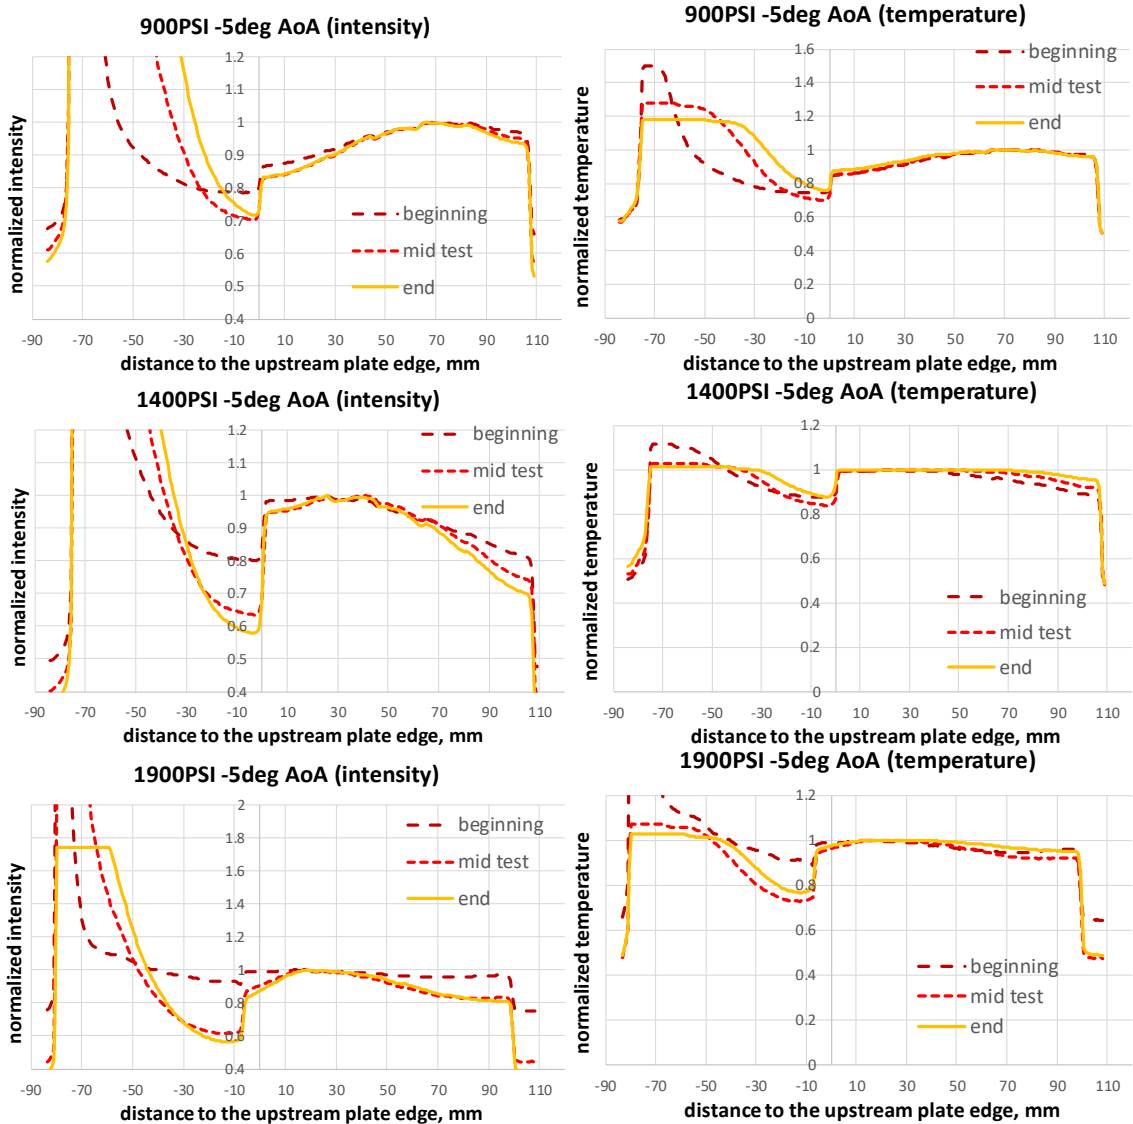 900PSI -5deg AoA (intensity)
normalized intensity
1.2
1
0.9
0.8
0.7
0.6
0.5
0.4
beginning
mid test
end
-90 -70 -50 -30 -10 10 30 50 70 90 110
distance to the upstream plate edge, mm
900PSI -5deg AoA (temperature)
normalized temperature
1.6
1.4
1.2
1
0.8
0.6
0.4
0.2
0
beginning
mid test
end
-90 -70 -50 -30 -10 10 30 50 70 90 110
distance to the upstream plate edge, mm
1400PSI -5deg AoA (intensity)
normalized intensity
1.2
1.0
1
0.9
0.8
0.7
0.6
0.5
0.4
beginning
mid test
end
-90 -70 -50 -30 -10 10 30 50 70 90 110
distance to the upstream plate edge, mm
1400PSI -5deg AoA (temperature)
normalized temperature
1.2
1
0.8
0.6
0.4
0.2
0
beginning
mid test
end
-90 -70 -50 -30 -10 10 30 50 70 90 110
distance to the upstream plate edge, mm
1900PSI -5deg AoA (intensity)
normalized intensity
2
1.8
1.6
1.4
1.2
1
0.8
0.6
0.4
beginning
mid test
end
-90 -70 -50 -30 -10 10 30 50 70 90 110
distance to the upstream plate edge, mm
1900PSI -5deg AoA (temperature)
normalized temperature
1.2
1
0.8
0.6
0.4
0.2
0
beginning
mid test
end
-90 -70 -50 -30 -10 10 30 50 70 90 110
distance to the upstream plate edge, mm